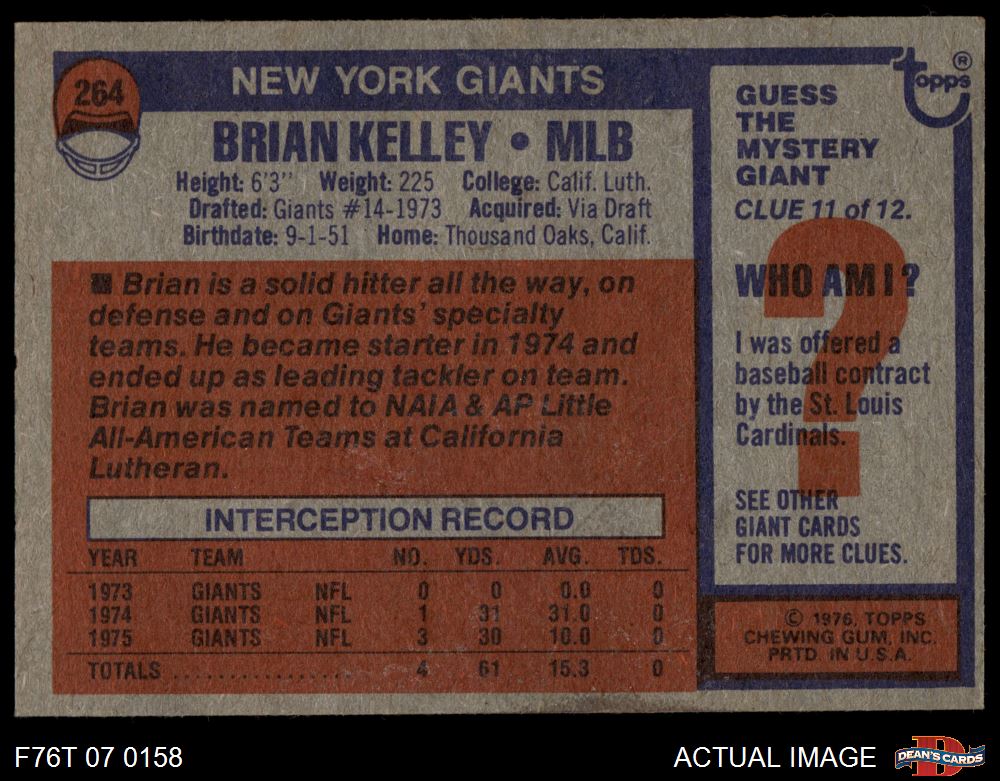 264
NEW YORK GIANTS
BRIAN KELLEY • MLB
Height: 6'3" Weight: 225 College: Calif. Luth.
Drafted: Giants #14-1973 Acquired: Via Draft
Birthdate: 9-1-51 Home: Thousand Oaks, Calif.
■ Brian is a solid hitter all the way, on
defense and on Giants' specialty
teams. He became starter in 1974 and
ended up as leading tackler on team.
Brian was named to NAIA & AP Little
All-American Teams at California
Lutheran.
INTERCEPTION RECORD
YEAR TEAM NO. YDS. AVG. TDS.
1973 GIANTS NFL 0 0 0.0 0
1974 GIANTS NFL 1 31 31.0 0
1975 GIANTS NFL 3 30 10.0 0
TOTALS .................. 4 61 15.3 0
topps ®
GUESS
THE
MYSTERY
GIANT
CLUE 11 of 12.
?
WHO AM I?
I was offered a
baseball contract
by the St. Louis
Cardinals.
SEE OTHER
GIANT CARDS
FOR MORE CLUES.
© 1976, TOPPS
CHEWING GUM, INC.
PRTD. IN U.S.A.
F76T 07 0158
ACTUAL IMAGE
D
DEAN'S CARDS